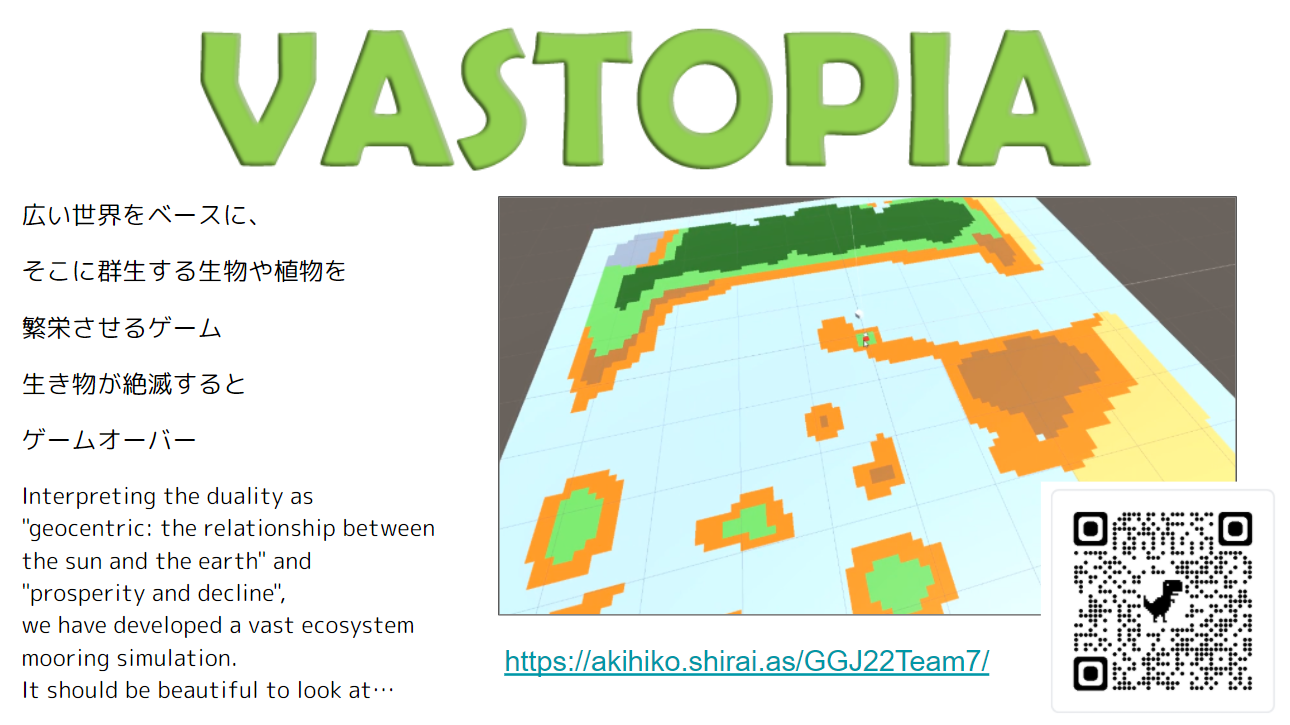 VASTOPIA
広い世界をベースに、
そこに群生する生物や植物を
繁栄させるゲーム
生き物が絶滅すると
ゲームオーバー
Interpreting the duality as
"geocentric: the relationship between
the sun and the earth" and
"prosperity and decline",
we have developed a vast ecosystem
mooring simulation.
It should be beautiful to look at…
https://akihiko.shirai.as/GGJ22Team7/